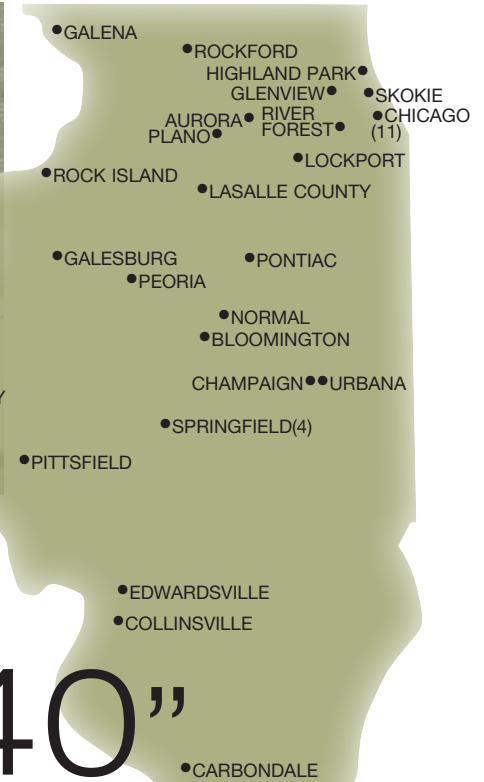 GALENA
ROCKFORD
HIGHLAND PARK
GLENVIEW
SKOKIE
CHICAGO
(11)
AURORA
RIVER
FOREST
PLANO
LOCKPORT
ROCK ISLAND
LASALLE COUNTY
GALESBURG
PONTIAC
PEORIA
NORMAL
BLOOMINGTON
CHAMPAIGN
URBANA
Y
SPRINGFIELD(4)
PITTSFIELD
EDWARDSVILLE
COLLINSVILLE
40”
CARBONDALE